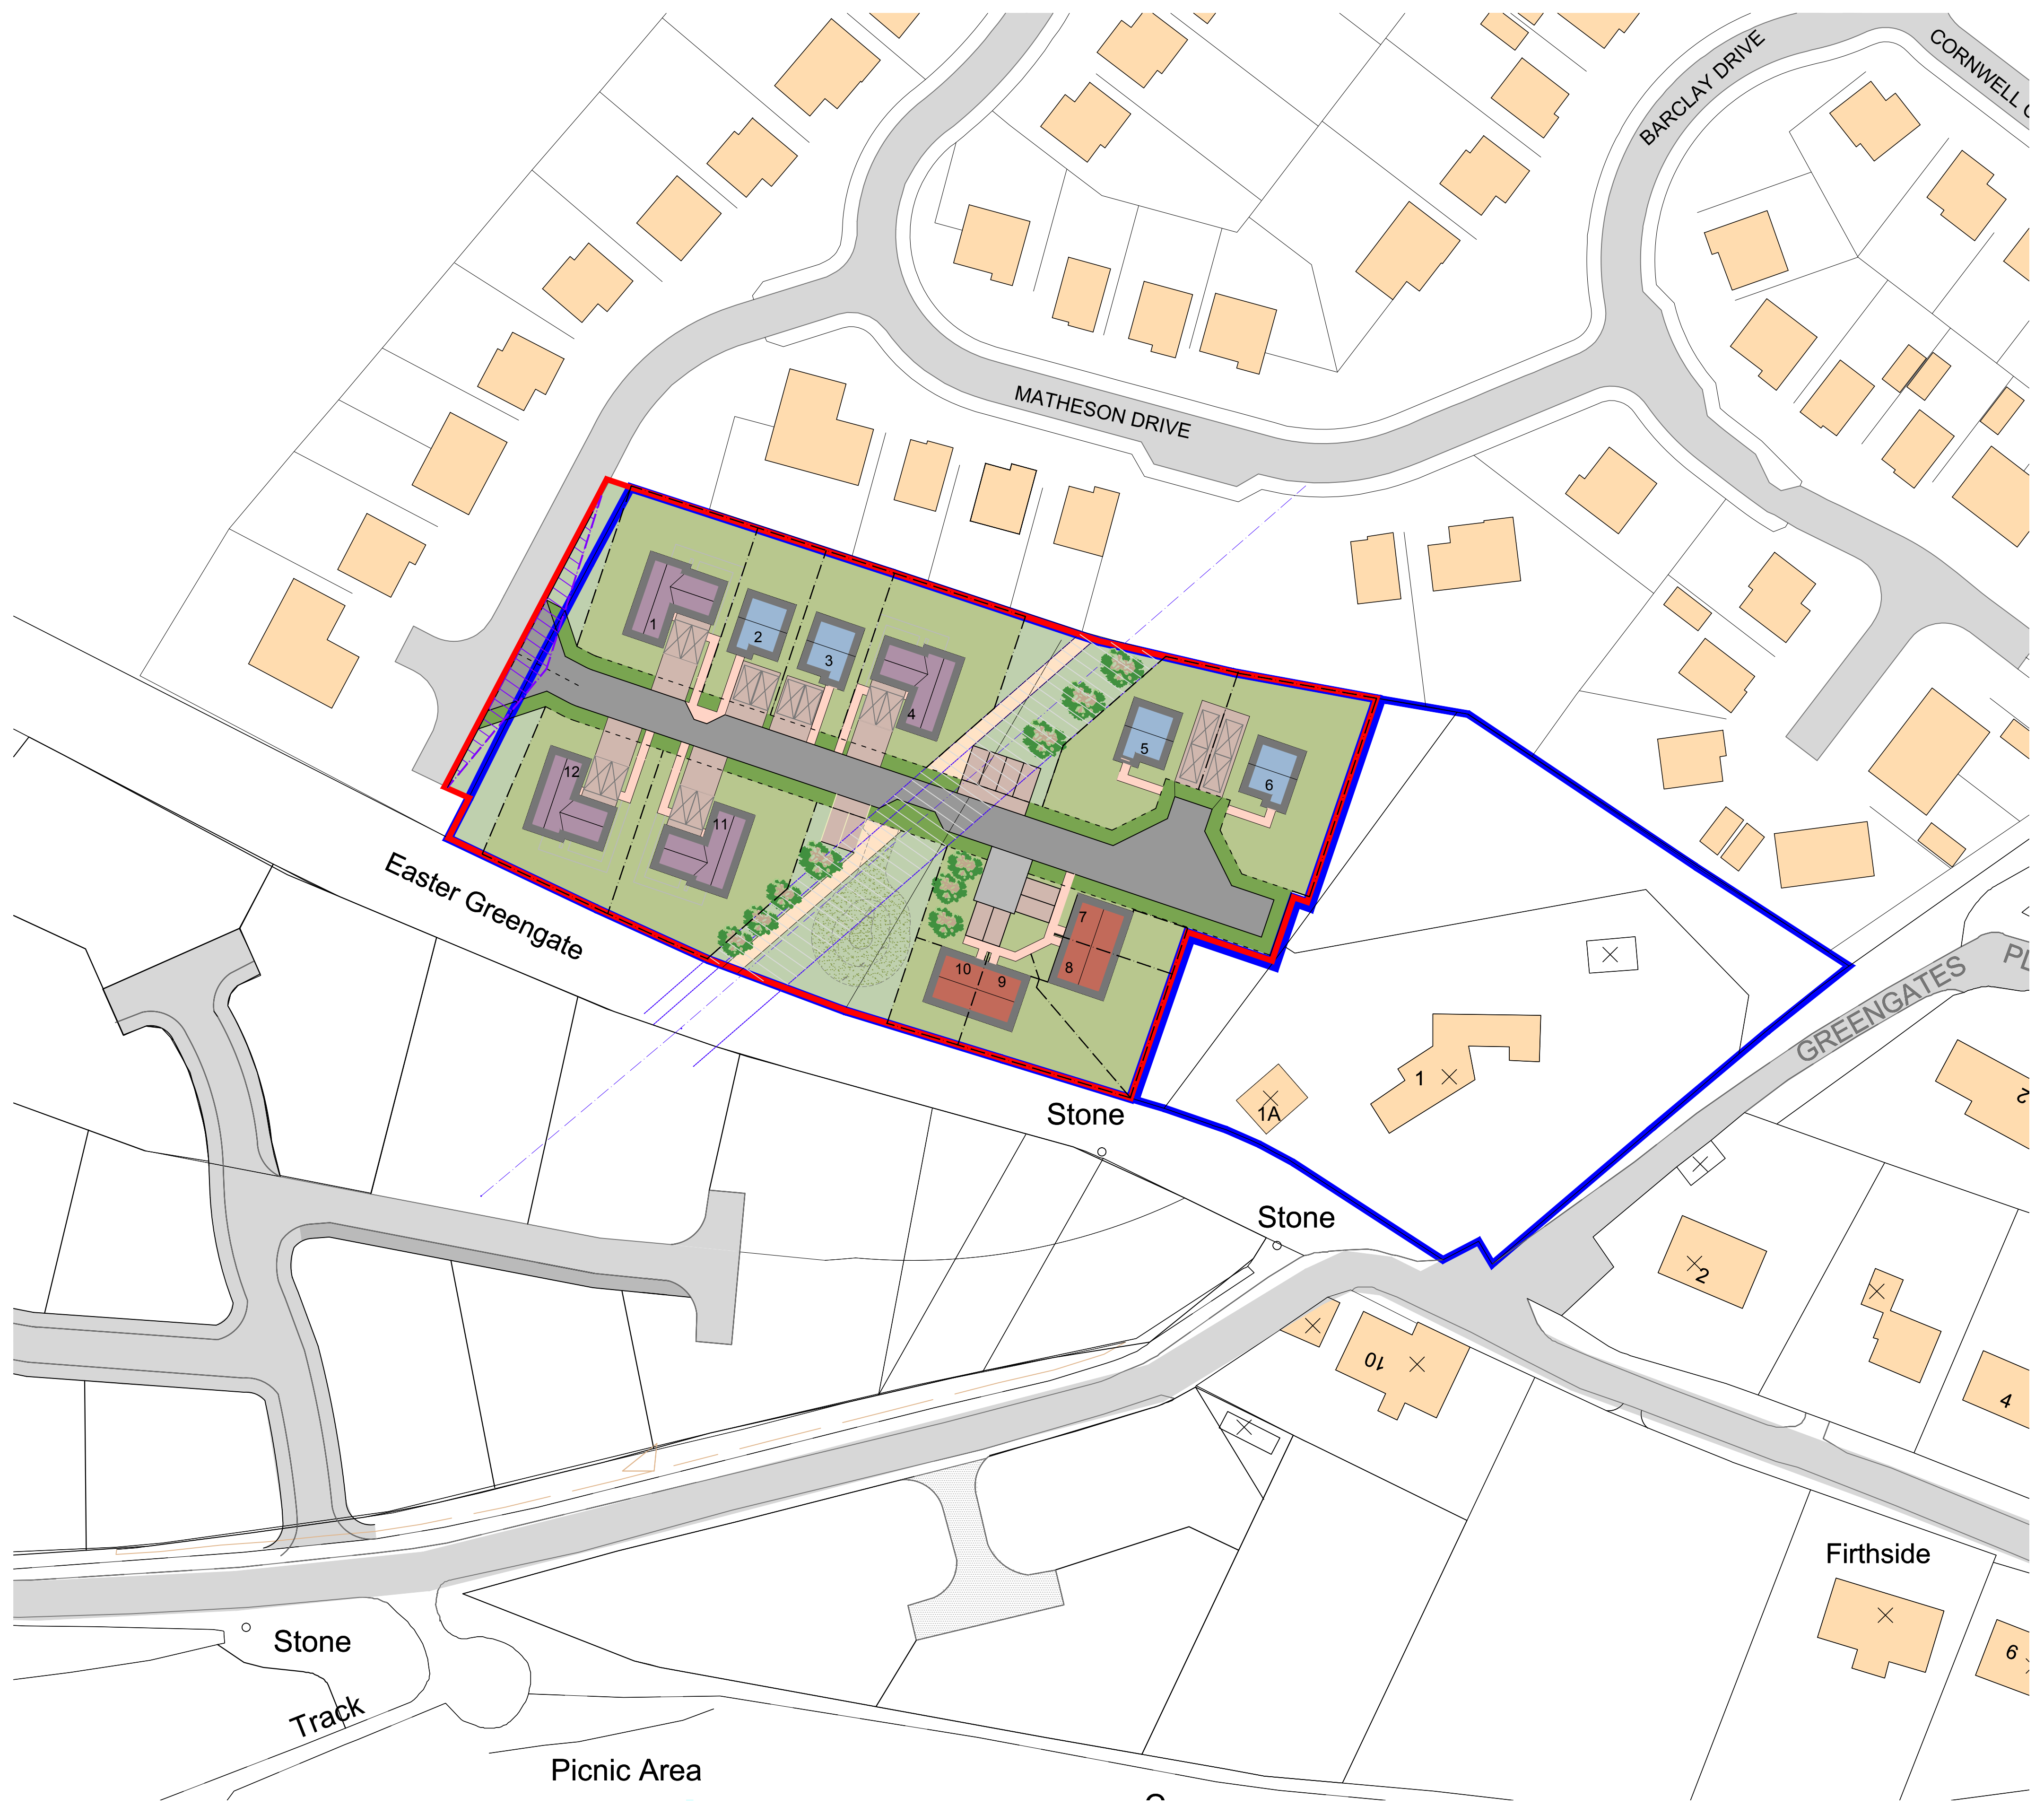 BARCLAY DRIVE
CORNWELL
MATHESON DRIVE
1
2
3
4
5
6
12
11
7
8
10
9
Easter Greengate
GREENGATES
1
1A
2
Stone
Stone
2
10
4
Firthside
6
Stone
Track
Picnic Area